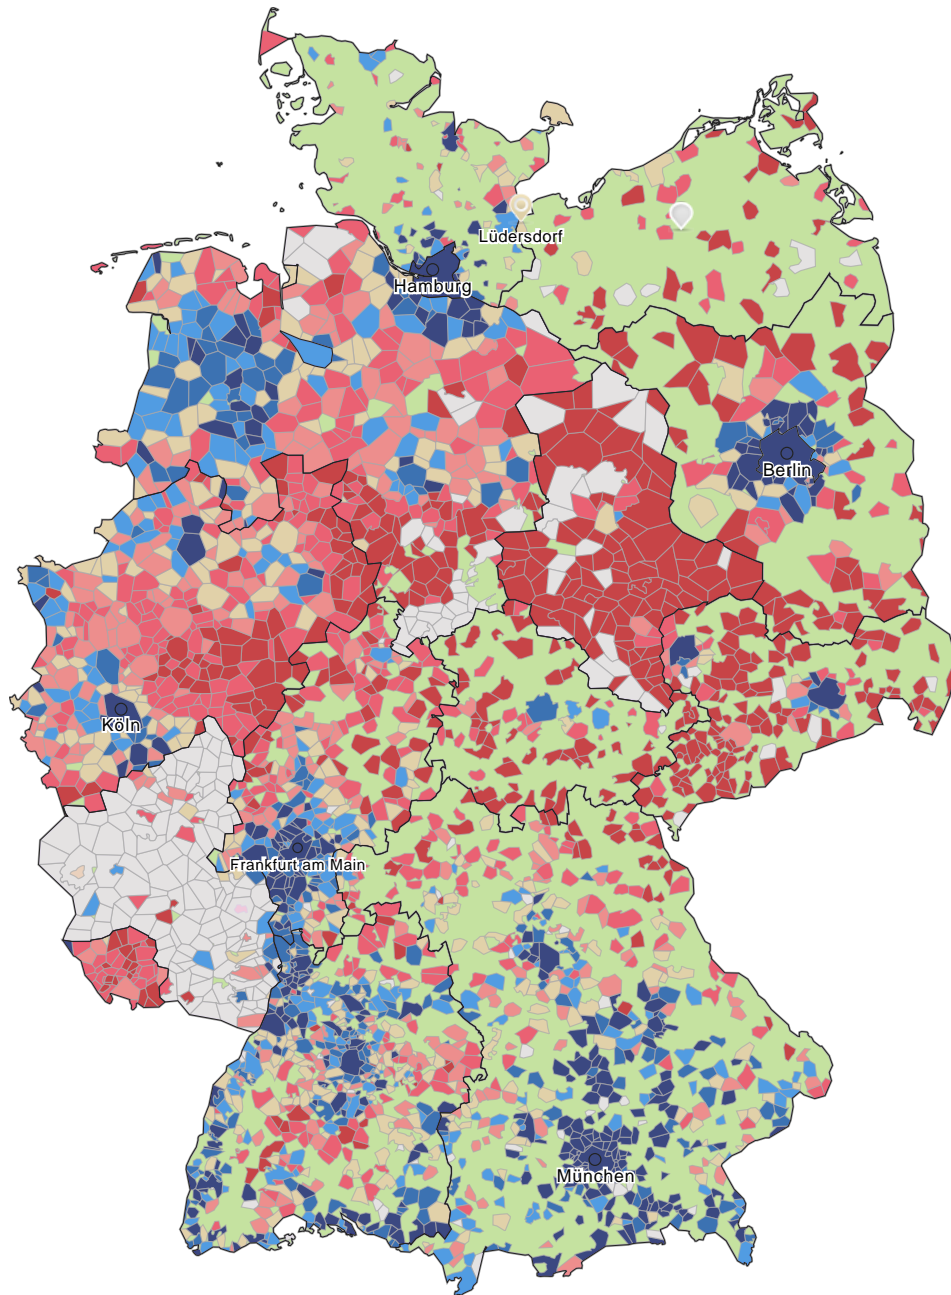 Lüdersdorf
Hamburg
Berlin
Köln
Frankfurt am Main
München